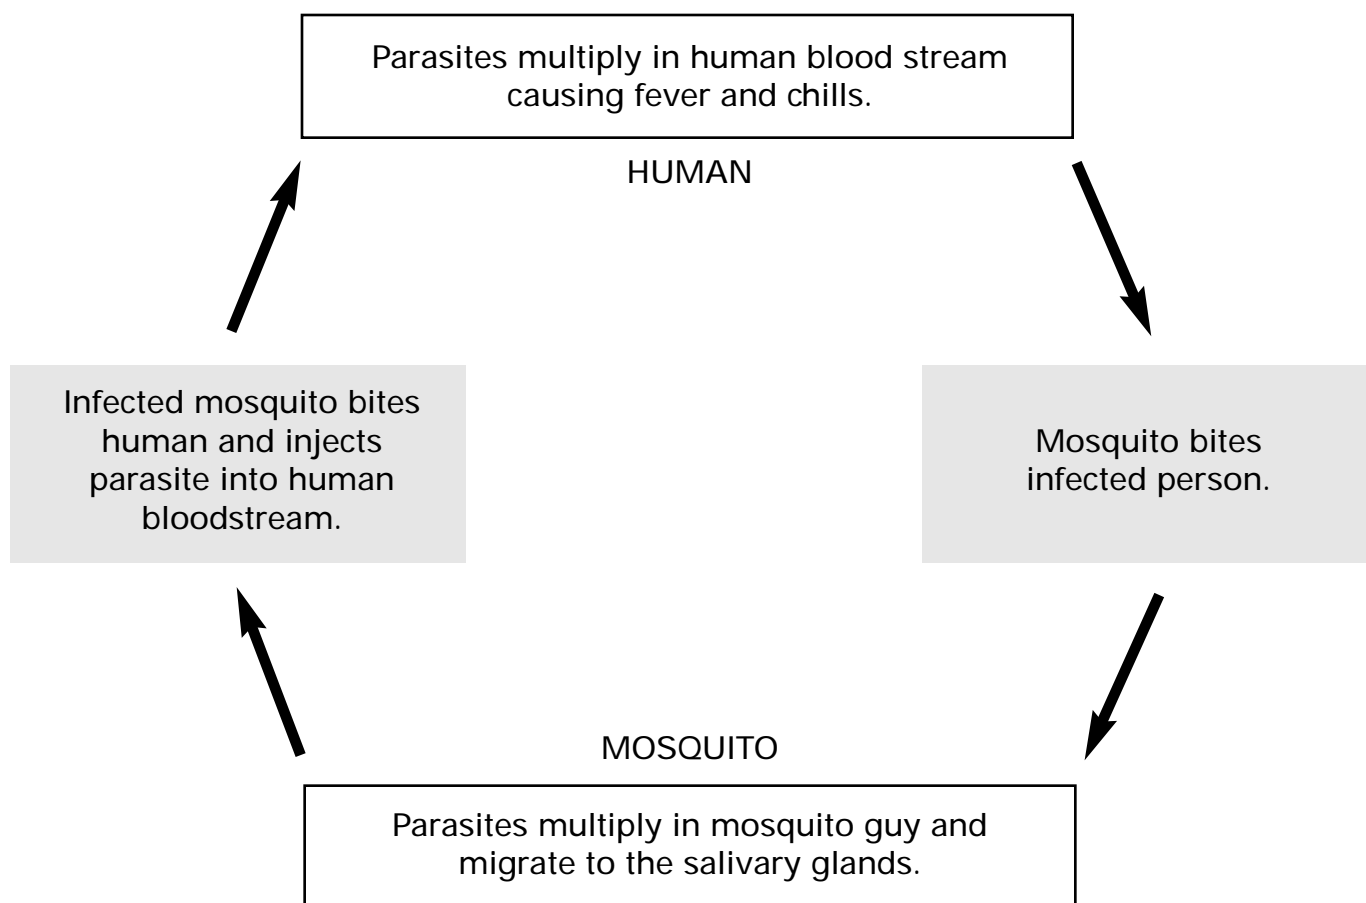 Parasites multiply in human blood stream
causing fever and chills.
HUMAN
Infected mosquito bites
human and injects
parasite into human
bloodstream.
Mosquito bites
infected person.
MOSQUITO
Parasites multiply in mosquito guy and
migrate to the salivary glands.